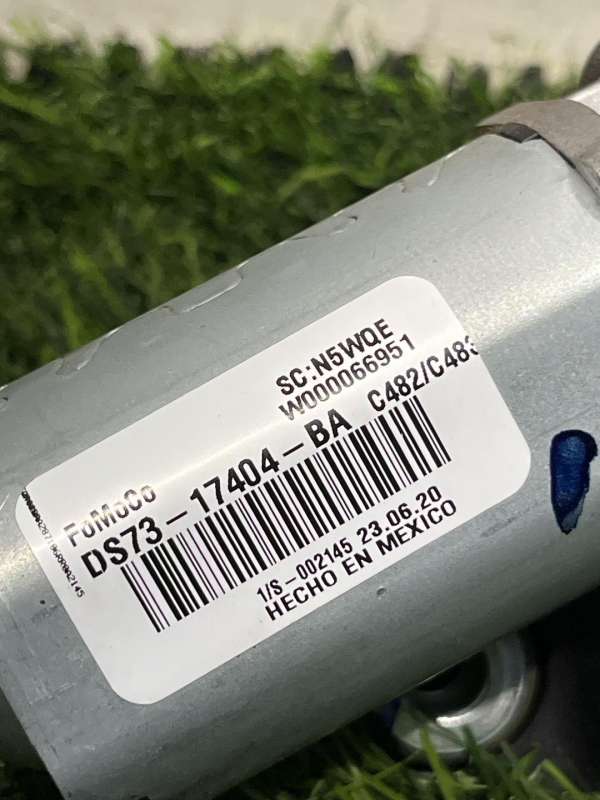 SC:N5WQE
W000066951
FoMoCo
DS73-17404-BA C482/C483
1/S-002145 23.06.20
HECHO EN MEXICO